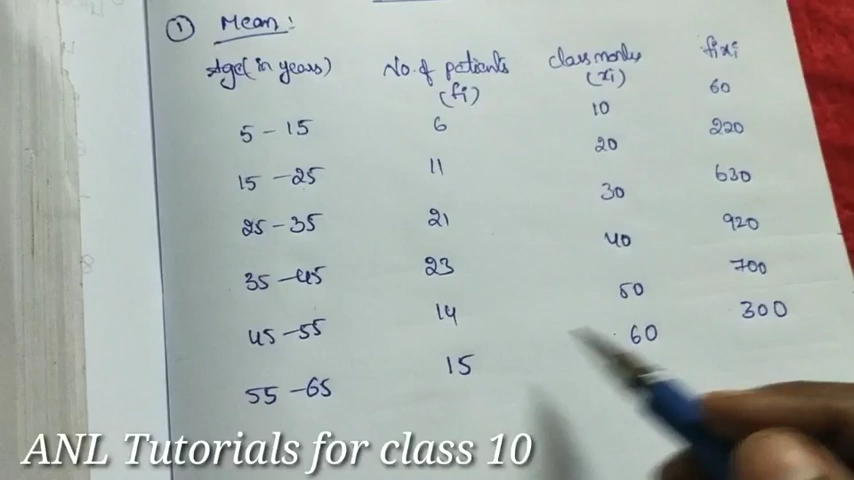 ① Mean:
Age (in years) No. of patients (fi) class marks (xi) fixi
5 - 15 6 10 60
15 - 25 11 20 220
25 - 35 21 30 630
35 - 45 23 40 920
45 - 55 14 50 700
55 - 65 15 60 300
ANL Tutorials for class 10